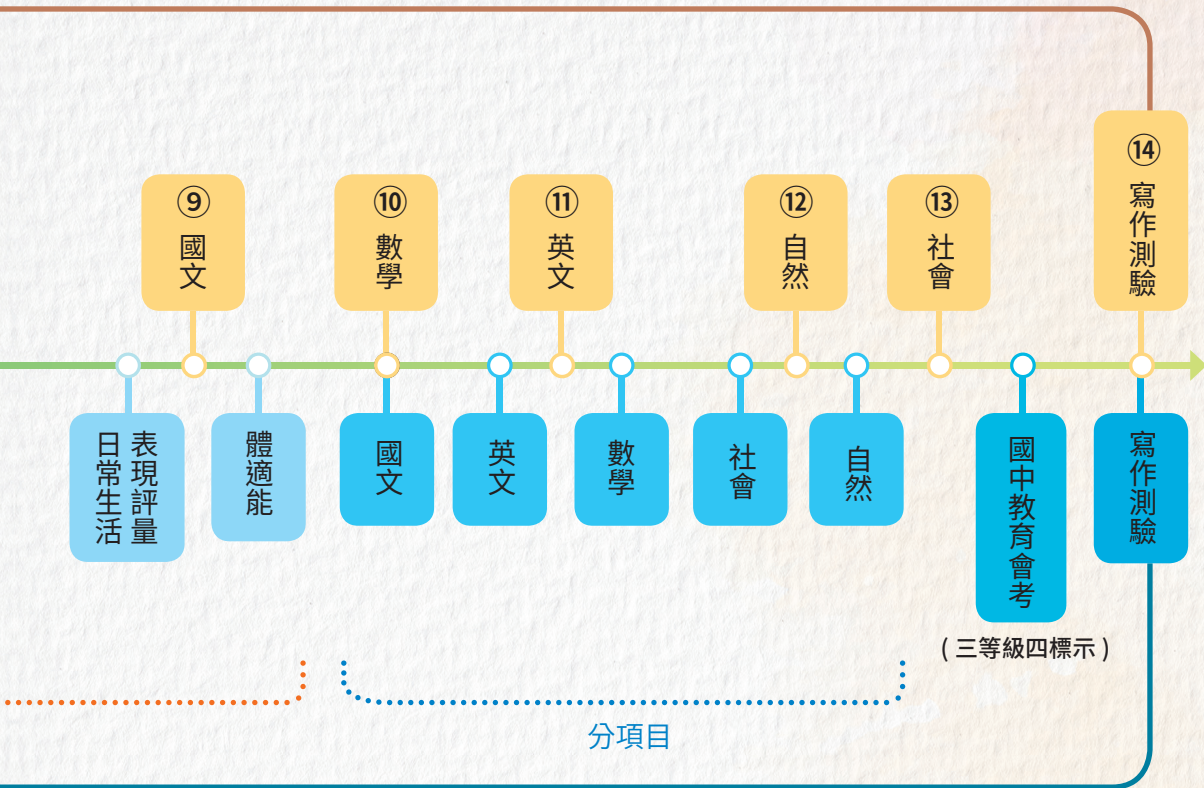 ⑨
國文
⑩
數學
⑪
英文
⑫
自然
⑬
社會
⑭
寫作測驗
表現評量
日常生活
體適能
國文
英文
數學
社會
自然
國中教育會考
(三等級四標示)
寫作測驗
分項目